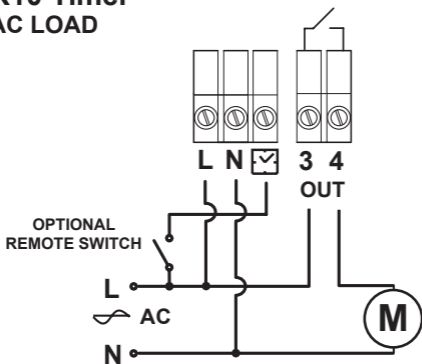 AC LOAD
L N 3 4
OUT
OPTIONAL
REMOTE SWITCH
L
AC
M
N